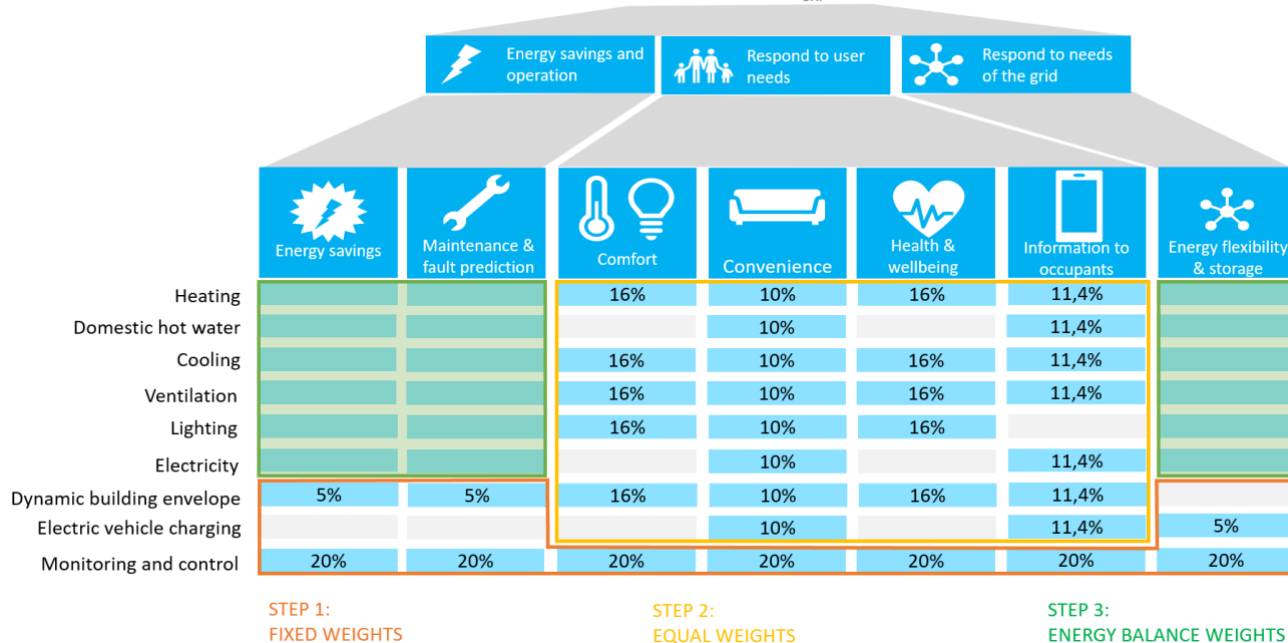 Energy savings and
operation
Respond to user
needs
Respond to needs
of the grid
Energy savings
Maintenance &
fault prediction
Comfort
Convenience
Health &
wellbeing
Information to
occupants
Energy flexibility
& storage
Heating 16% 10% 16% 11,4%
Domestic hot water 10% 11,4%
Cooling 16% 10% 16% 11,4%
Ventilation 16% 10% 16% 11,4%
Lighting 16% 10% 16%
Electricity 10% 11,4%
Dynamic building envelope 5% 5% 16% 10% 16% 11,4%
Electric vehicle charging 10% 11,4% 5%
Monitoring and control 20% 20% 20% 20% 20% 20% 20%
STEP 1:
FIXED WEIGHTS
STEP 2:
EQUAL WEIGHTS
STEP 3:
ENERGY BALANCE WEIGHTS